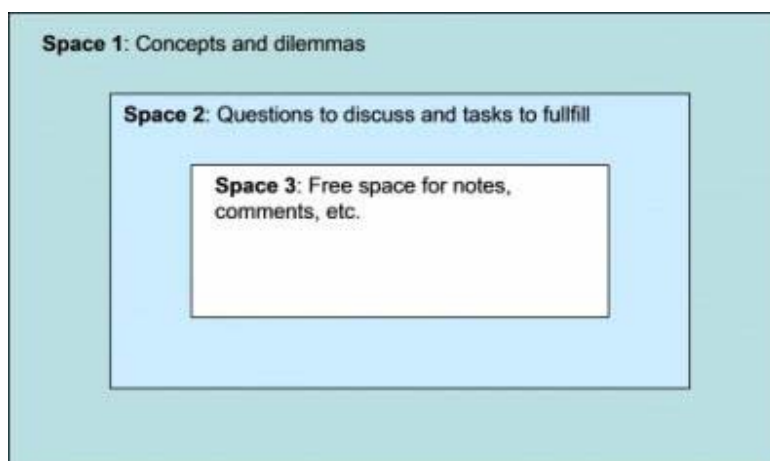 Space 1: Concepts and dilemmas
Space 2: Questions to discuss and tasks to fullfill
Space 3: Free space for notes,
comments, etc.